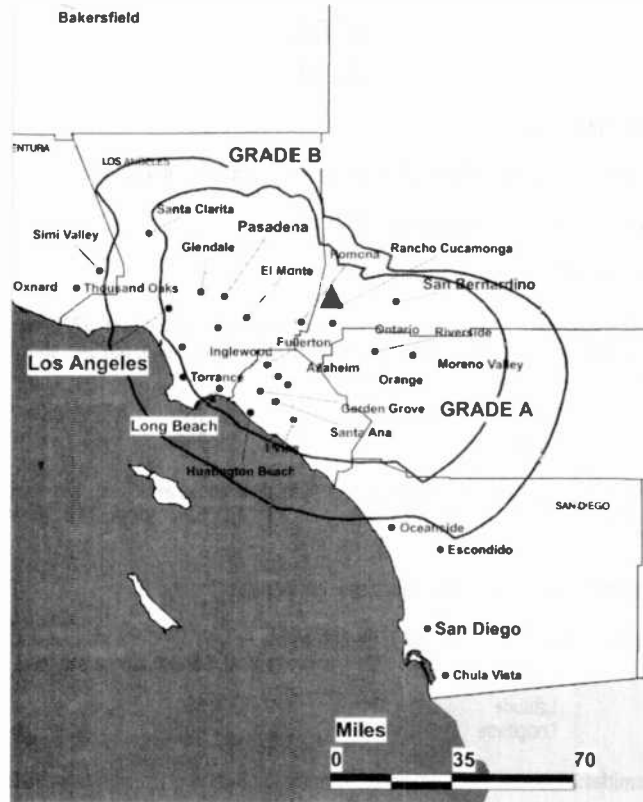 Bakersfield
ENTURA
LOS ANGELES
GRADE B
Santa Clarita
Pasadena
Simi Valley
Glendale
Pomona
Rancho Cucamonga
El Monte
San Bernardino
Oxnard
Thousand Oaks
Ontario
Riverside
Los Angeles
Inglewood
Fullerton
Anaheim
Moreno Valley
Torrance
Orange
Garden Grove
GRADE A
Long Beach
Santa Ana
Huntington Beach
SAN DIEGO
Oceanside
Escondido
San Diego
Chula Vista
Miles
0 35 70